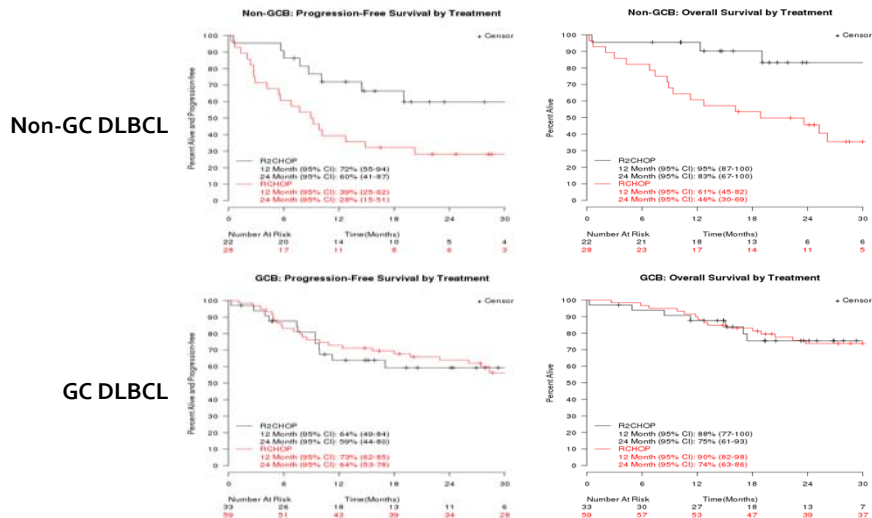 Non-GCB: Progression-Free Survival by Treatment
+ Censor
Percent Alive and Progression-free
100
90
80
70
60
50
40
30
20
10
0
R2CHOP
12 Month (95% CI): 72% (55-94)
24 Month (95% CI): 60% (41-87)
RCHOP
12 Month (95% CI): 39% (25-62)
24 Month (95% CI): 28% (15-51)
0 6 12 18 24 30
Number At Risk Time(Months)
22 20 14 10 5 4
28 17 11 8 6 3
Non-GCB: Overall Survival by Treatment
+ Censor
Percent Alive
100
90
80
70
60
50
40
30
20
10
0
R2CHOP
12 Month (95% CI): 95% (87-100)
24 Month (95% CI): 83% (67-100)
RCHOP
12 Month (95% CI): 61% (45-82)
24 Month (95% CI): 46% (30-69)
0 6 12 18 24 30
Number At Risk Time(Months)
22 21 18 13 6 6
28 23 17 14 11 5
Non-GC DLBCL
GCB: Progression-Free Survival by Treatment
+ Censor
Percent Alive and Progression-free
100
90
80
70
60
50
40
30
20
10
0
R2CHOP
12 Month (95% CI): 64% (49-84)
24 Month (95% CI): 59% (44-80)
RCHOP
12 Month (95% CI): 73% (62-85)
24 Month (95% CI): 64% (53-78)
0 6 12 18 24 30
Number At Risk Time(Months)
33 26 18 13 11 6
59 51 43 39 34 28
GCB: Overall Survival by Treatment
+ Censor
Percent Alive
100
90
80
70
60
50
40
30
20
10
0
R2CHOP
12 Month (95% CI): 88% (77-100)
24 Month (95% CI): 75% (61-93)
RCHOP
12 Month (95% CI): 90% (82-98)
24 Month (95% CI): 74% (63-86)
0 6 12 18 24 30
Number At Risk Time(Months)
33 30 27 18 13 7
59 57 53 47 39 37
GC DLBCL